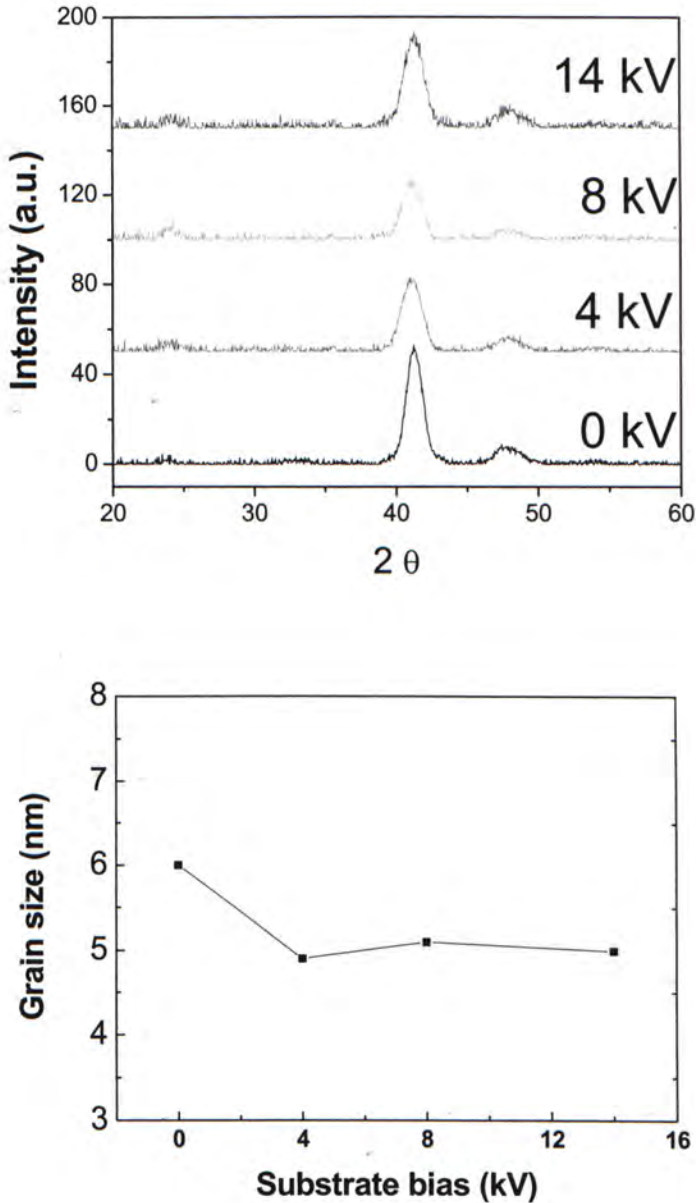 200
160
120
80
40
0
Intensity (a.u.)
14 kV
8 kV
4 kV
0 kV
20 30 40 50 60
2 θ
8
7
6
5
4
3
Grain size (nm)
0 4 8 12 16
Substrate bias (kV)